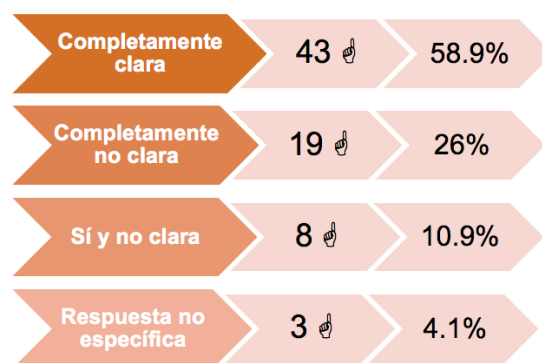 Completamente
clara
43 ☝
58.9%
Completamente
no clara
19 ☝
26%
Sí y no clara
8 ☝
10.9%
Respuesta no
específica
3 ☝
4.1%